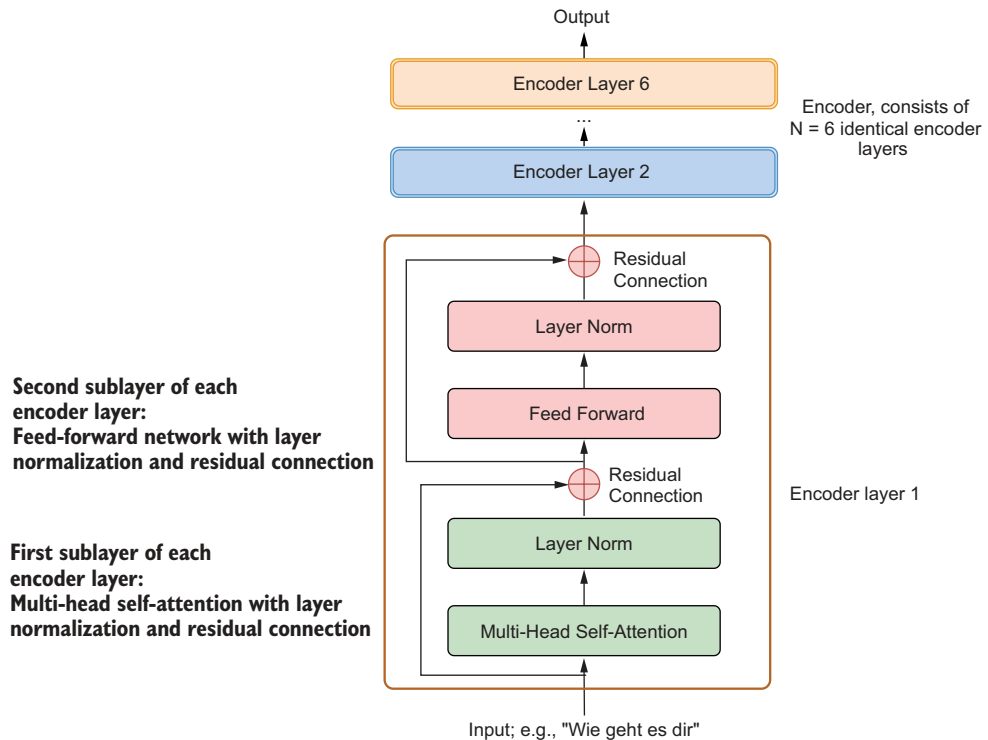 Output
Encoder Layer 6
...
Encoder, consists of
N = 6 identical encoder
layers
Encoder Layer 2
Residual
Connection
Layer Norm
Second sublayer of each
encoder layer:
Feed-forward network with layer
normalization and residual connection
Feed Forward
Residual
Connection
Encoder layer 1
Layer Norm
First sublayer of each
encoder layer:
Multi-head self-attention with layer
normalization and residual connection
Multi-Head Self-Attention
Input; e.g., "Wie geht es dir"